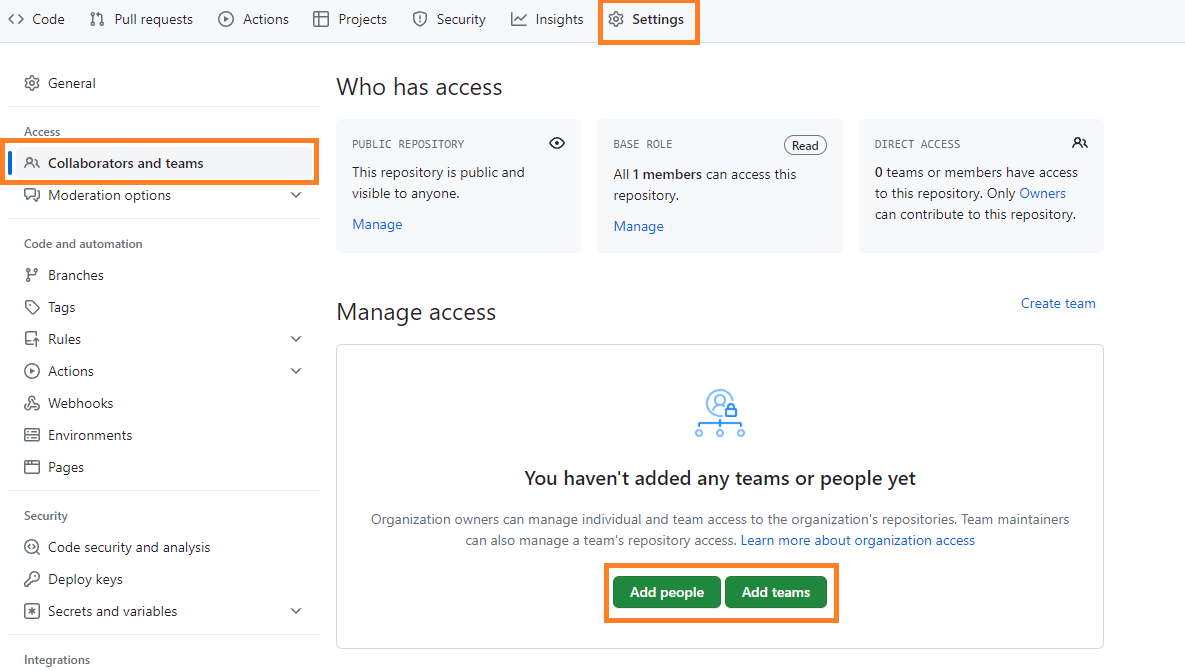 Code
Pull requests
Actions
Projects
Security
Insights
Settings
General
Access
Collaborators and teams
Moderation options
Code and automation
Branches
Tags
Rules
Actions
Webhooks
Environments
Pages
Security
Code security and analysis
Deploy keys
Secrets and variables
Integrations
Who has access
PUBLIC REPOSITORY
This repository is public and
visible to anyone.
Manage
BASE ROLE
Read
All 1 members can access this
repository.
Manage
DIRECT ACCESS
0 teams or members have access
to this repository. Only Owners
can contribute to this repository.
Manage access
Create team
You haven't added any teams or people yet
Organization owners can manage individual and team access to the organization's repositories. Team maintainers
can also manage a team's repository access. Learn more about organization access
Add people
Add teams